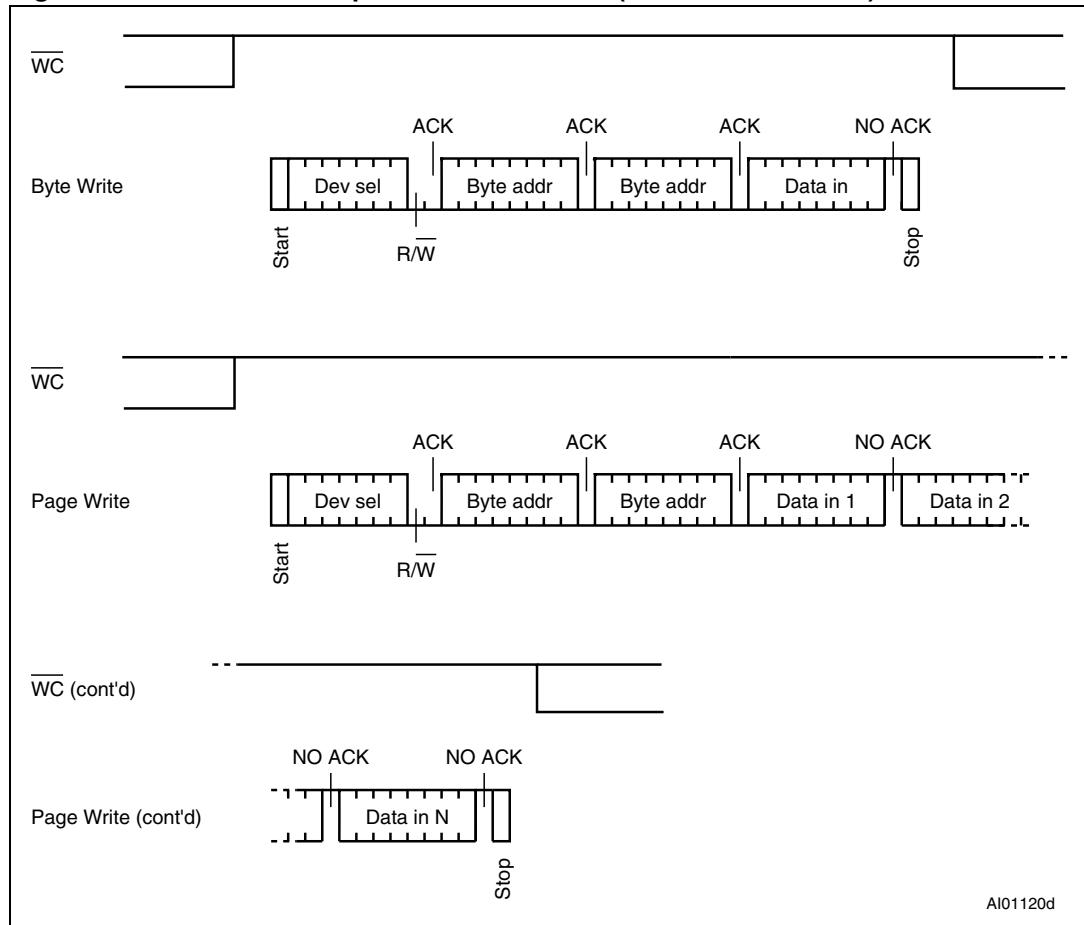 WC
ACK ACK ACK NO ACK
Byte Write Dev sel Byte addr Byte addr Data in
Start R/W Stop
WC
ACK ACK ACK NO ACK
Page Write Dev sel Byte addr Byte addr Data in 1 Data in 2
Start R/W
WC (cont'd)
NO ACK NO ACK
Page Write (cont'd) Data in N
Stop
AI01120d